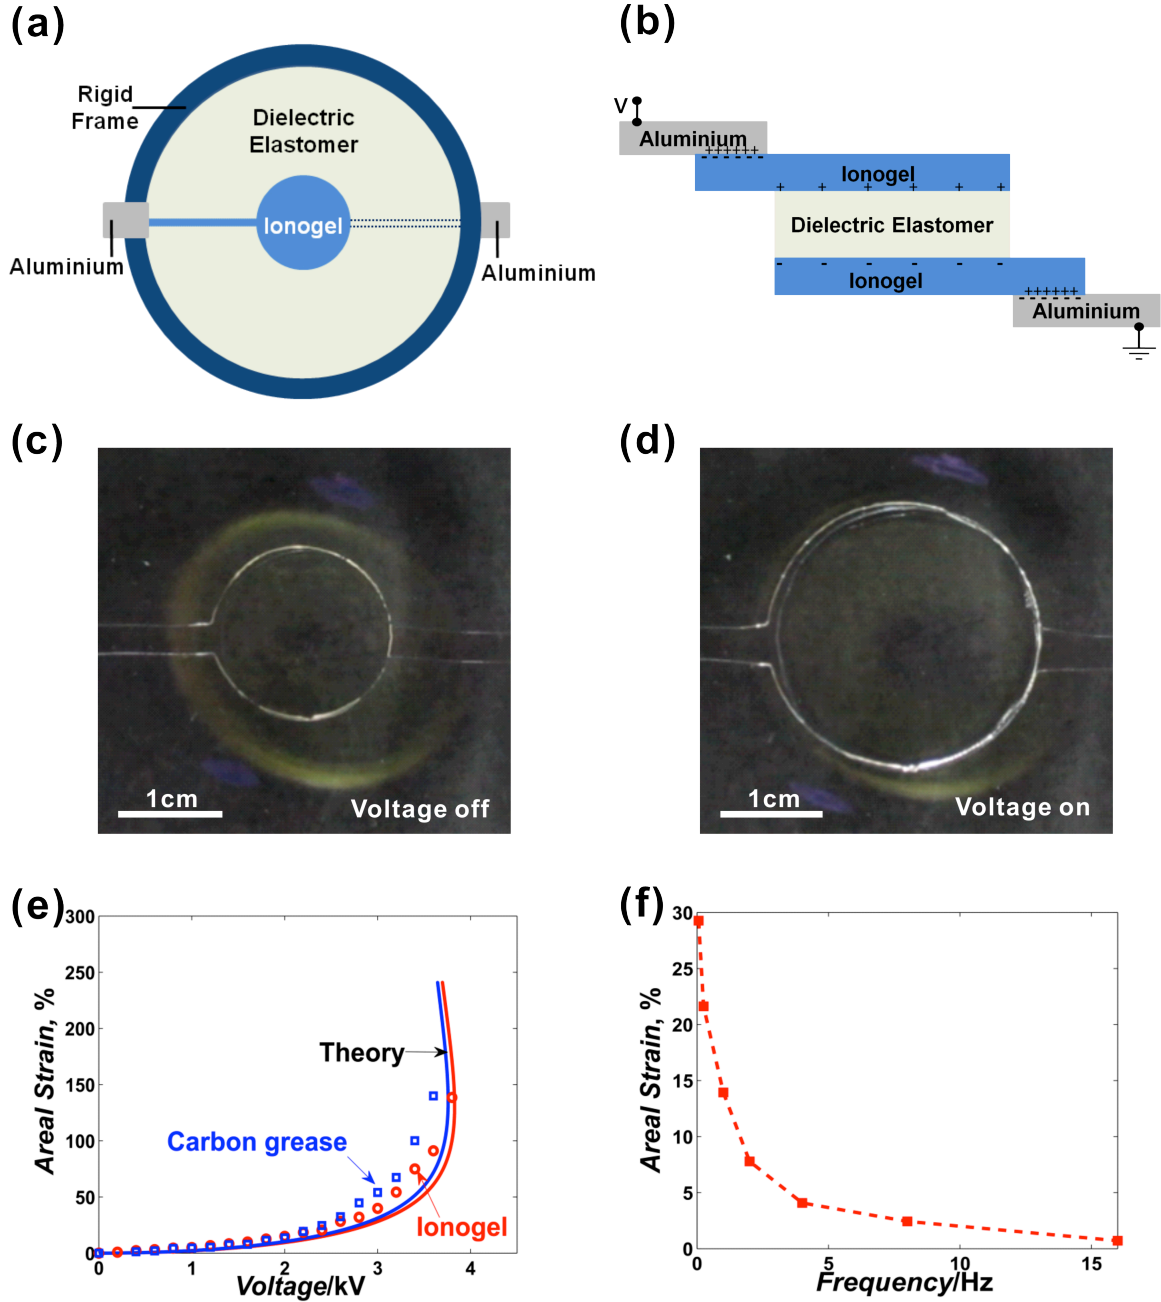 (a)
Rigid
Frame
Dielectric
Elastomer
Ionogel
Aluminium
Aluminium
(b)
V
Aluminium
++++++
------
Ionogel
+ + + + + +
Dielectric Elastomer
- - - - - -
Ionogel
++++++
------
Aluminium
(c)
1cm
Voltage off
(d)
1cm
Voltage on
(e)
300
250
200
150
100
50
0
Areal Strain, %
Theory
Carbon grease
Ionogel
0 1 2 3 4
Voltage/kV
(f)
30
25
20
15
10
5
0
Areal Strain, %
0 5 10 15
Frequency/Hz